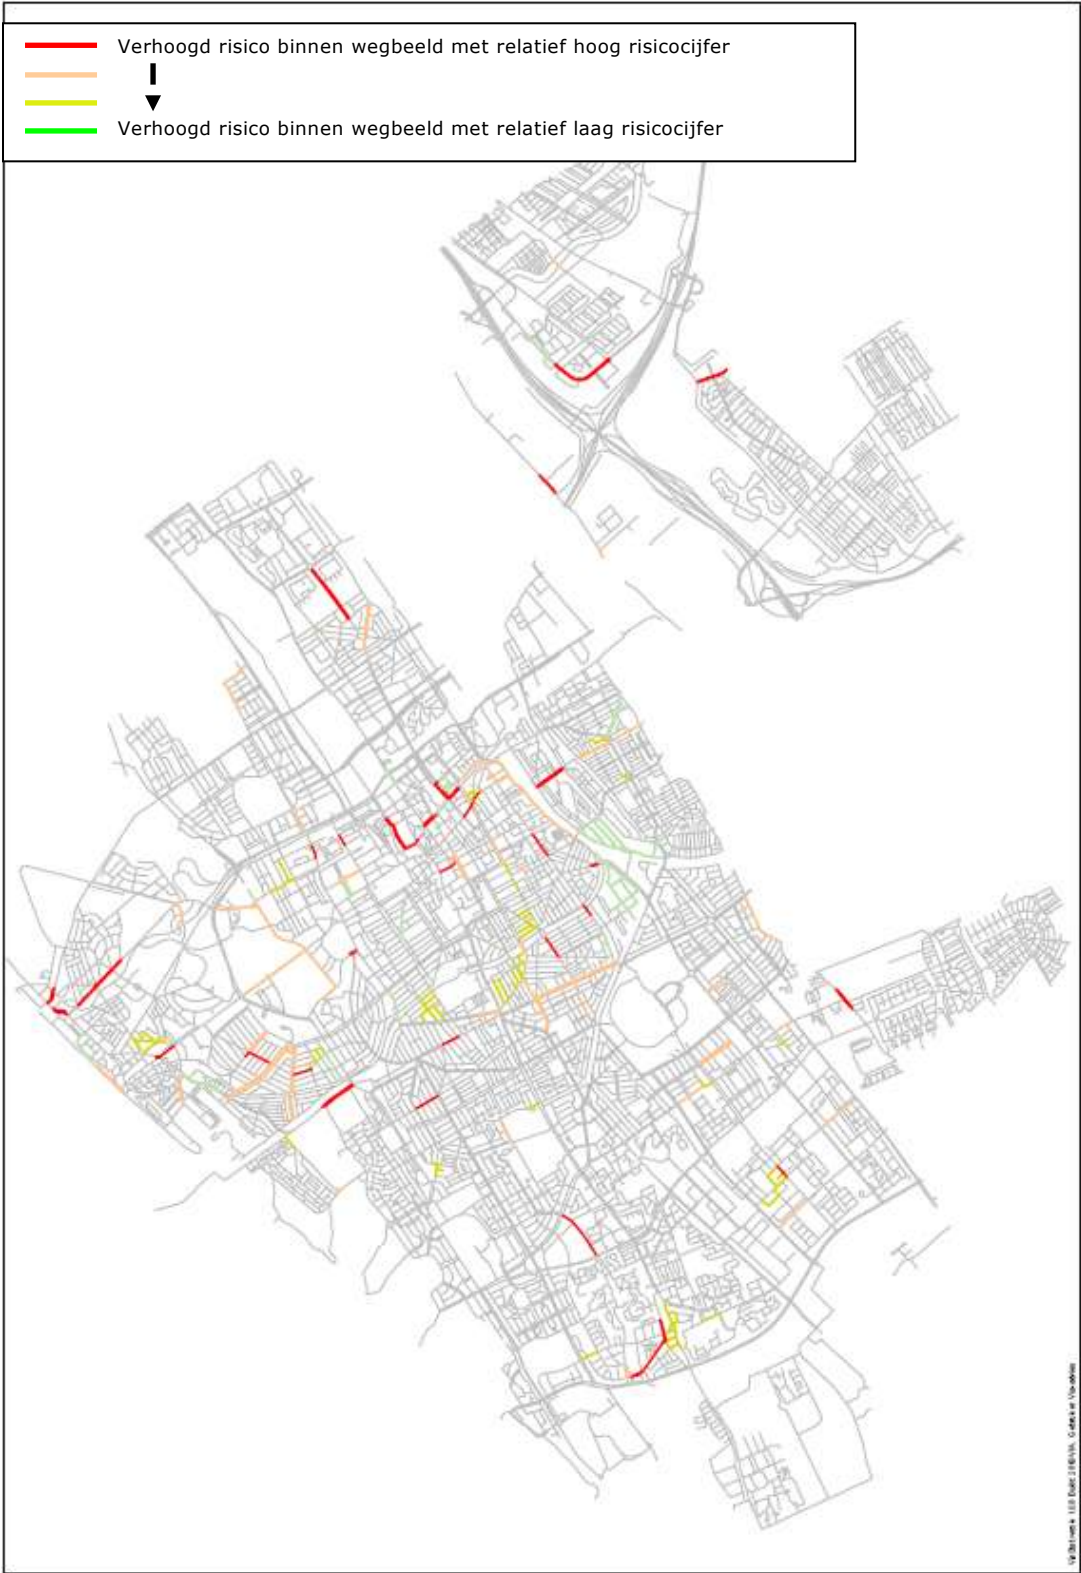 Verhoogd risico binnen wegbeeld met relatief hoog risicocijfer
Verhoogd risico binnen wegbeeld met relatief laag risicocijfer